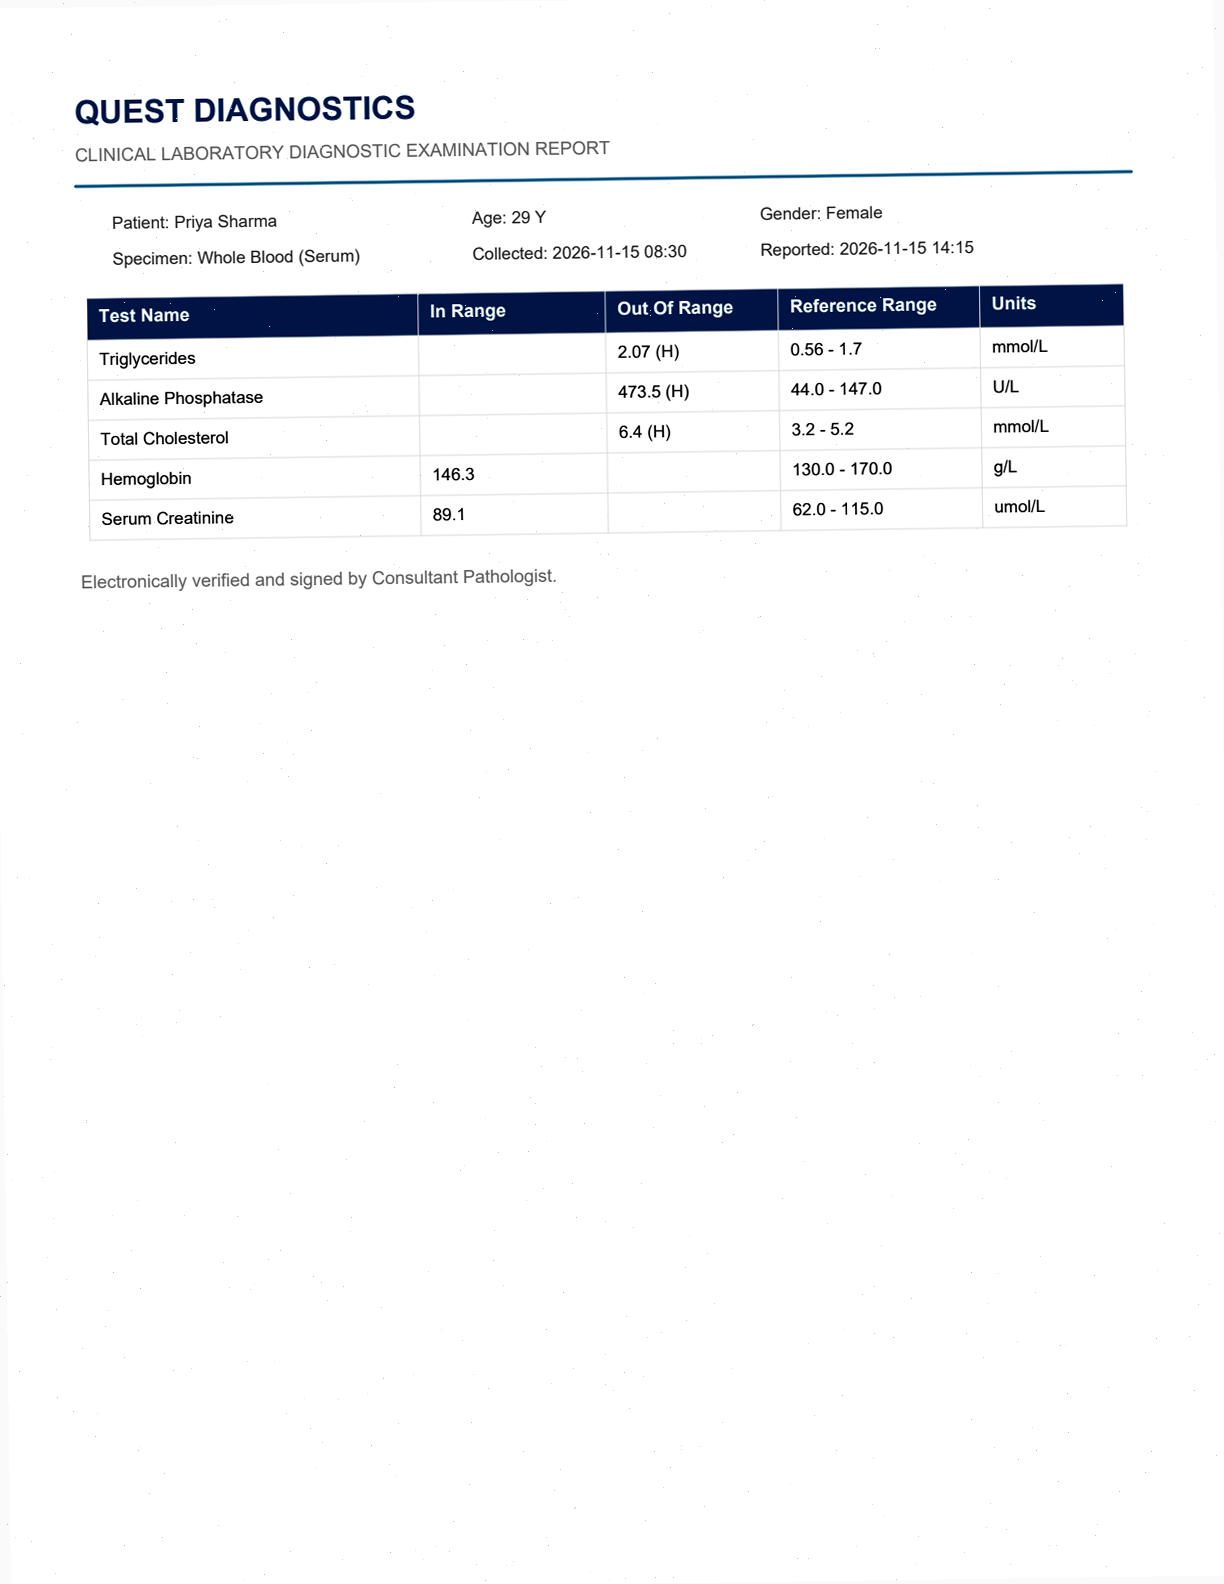 QUEST DIAGNOSTICS
CLINICAL LABORATORY DIAGNOSTIC EXAMINATION REPORT
Patient: Priya Sharma Age: 29 Y Gender: Female
Specimen: Whole Blood (Serum) Collected: 2026-11-15 08:30 Reported: 2026-11-15 14:15
Test Name In Range Out Of Range Reference Range Units
Triglycerides 2.07 (H) 0.56 - 1.7 mmol/L
Alkaline Phosphatase 473.5 (H) 44.0 - 147.0 U/L
Total Cholesterol 6.4 (H) 3.2 - 5.2 mmol/L
Hemoglobin 146.3 130.0 - 170.0 g/L
Serum Creatinine 89.1 62.0 - 115.0 umol/L
Electronically verified and signed by Consultant Pathologist.